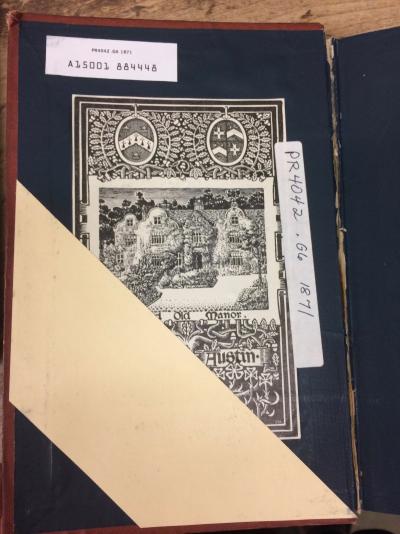 PR4042 .G6 1871
A15001 884448
PR4042 .G6 1871
old Manor.
Austin.